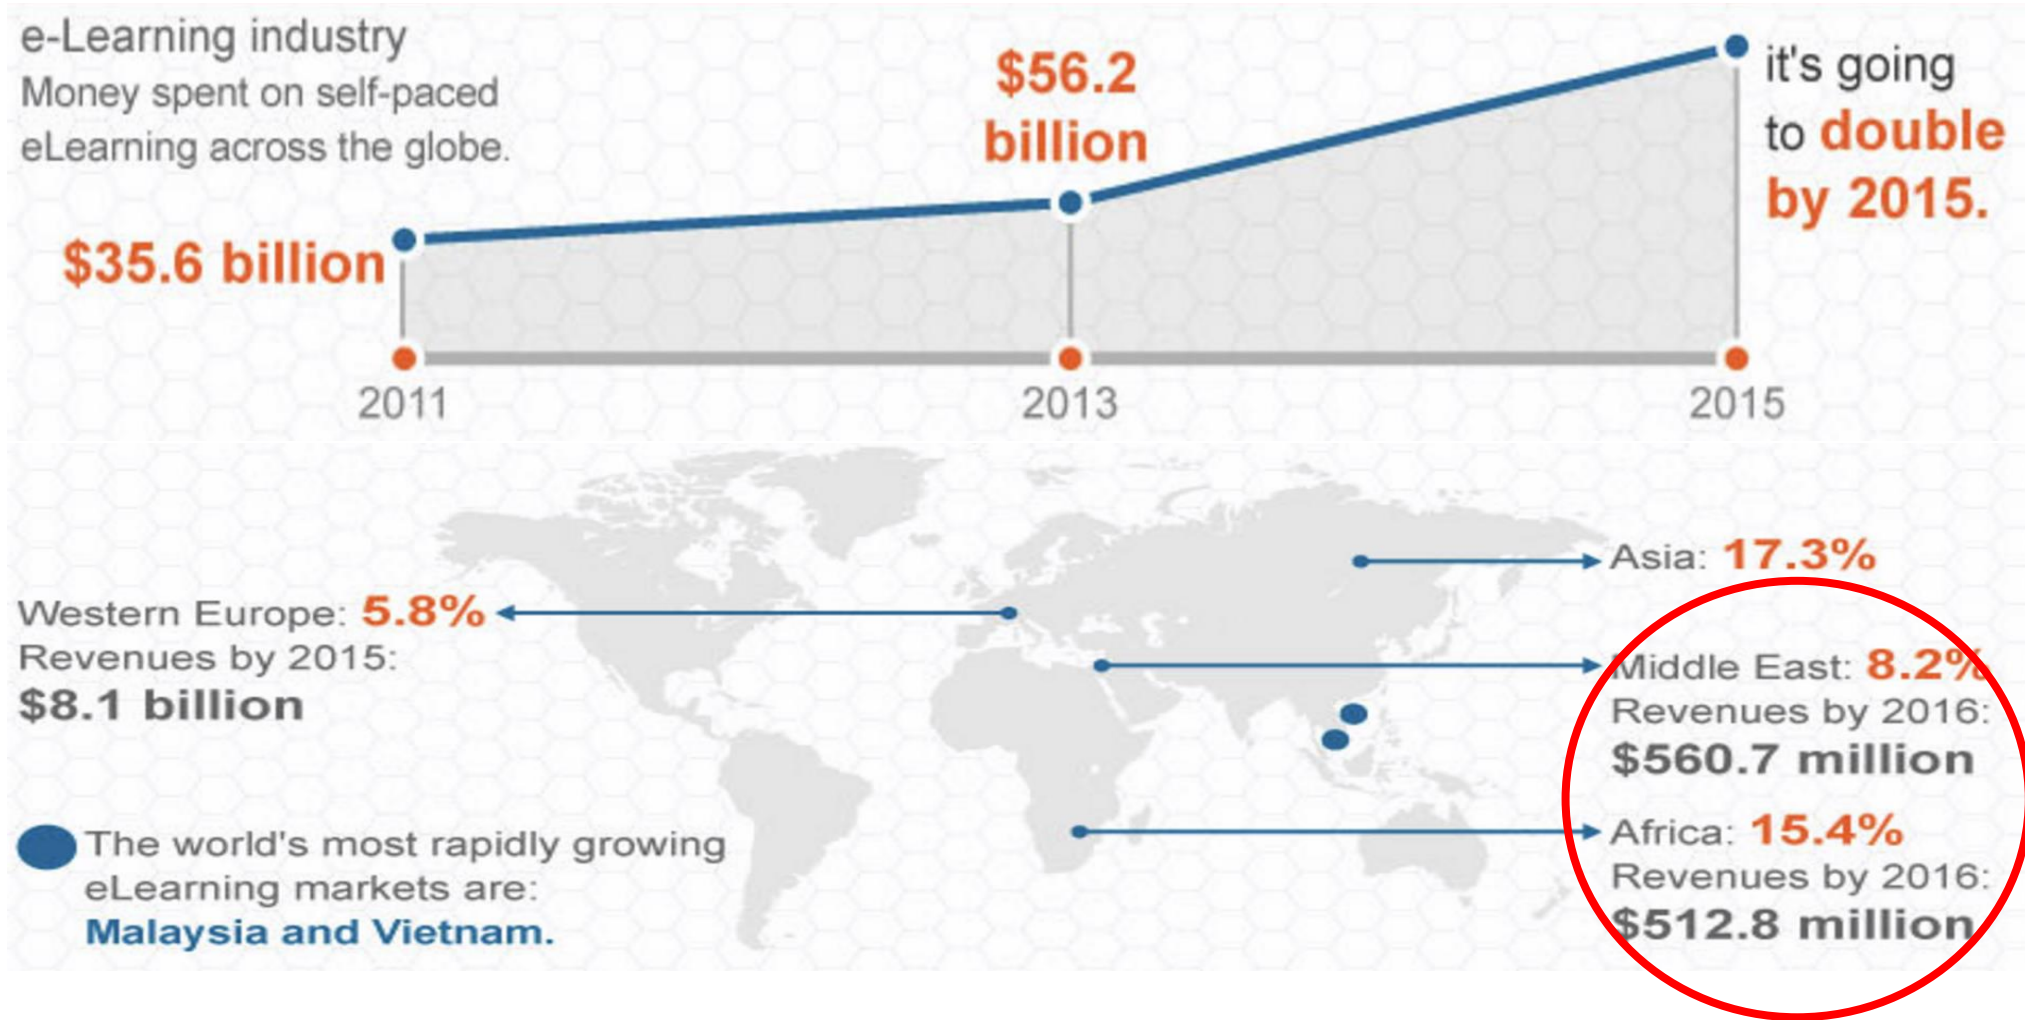 e-Learning industry
Money spent on self-paced
eLearning across the globe.
$35.6 billion
$56.2
billion
it's going
to double
by 2015.
2011
2013
2015
Western Europe: 5.8%
Revenues by 2015:
$8.1 billion
The world's most rapidly growing
eLearning markets are:
Malaysia and Vietnam.
Asia: 17.3%
Middle East: 8.2%
Revenues by 2016:
$560.7 million
Africa: 15.4%
Revenues by 2016:
$512.8 million